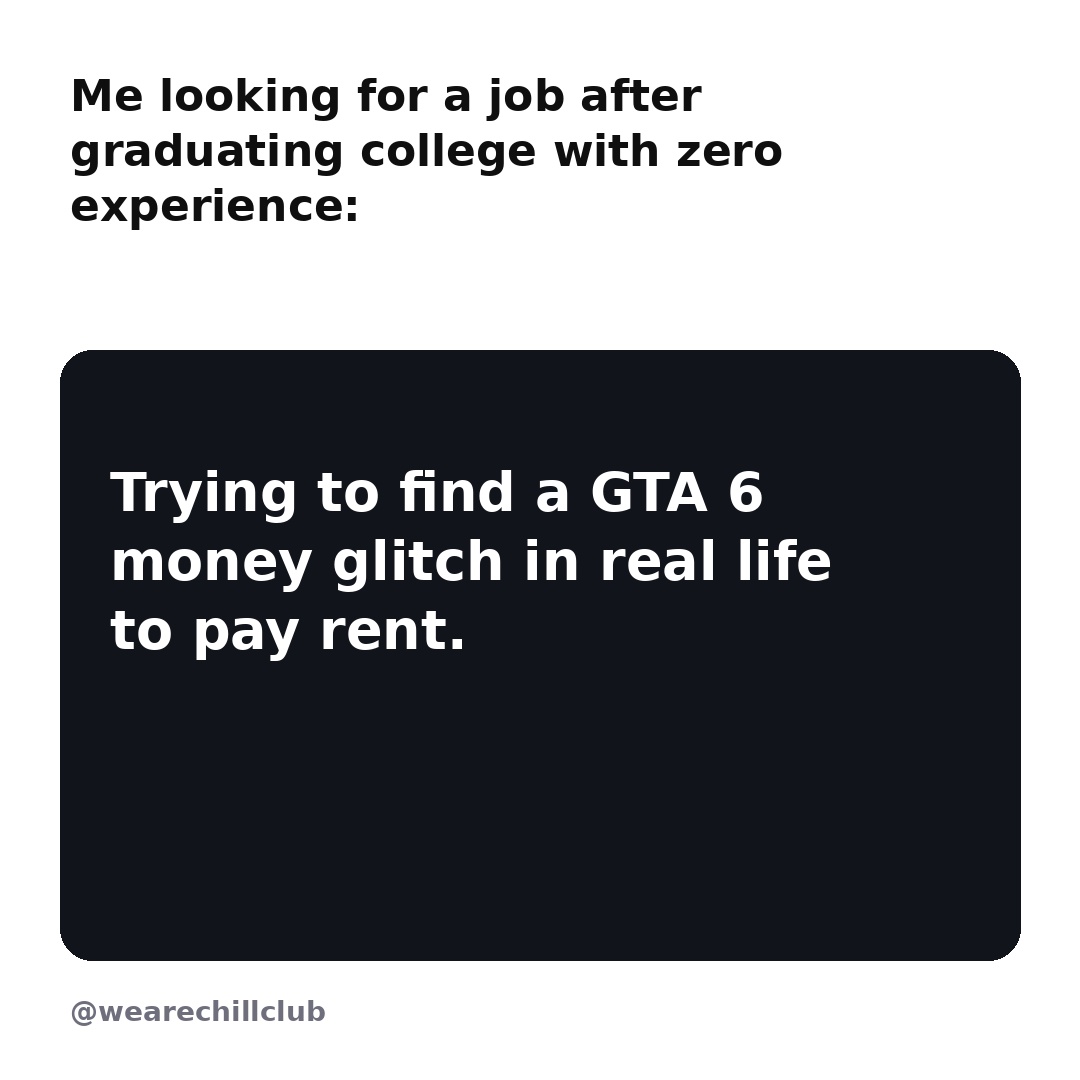 Me looking for a job after
graduating college with zero
experience:
Trying to find a GTA 6
money glitch in real life
to pay rent.
@wearechillclub